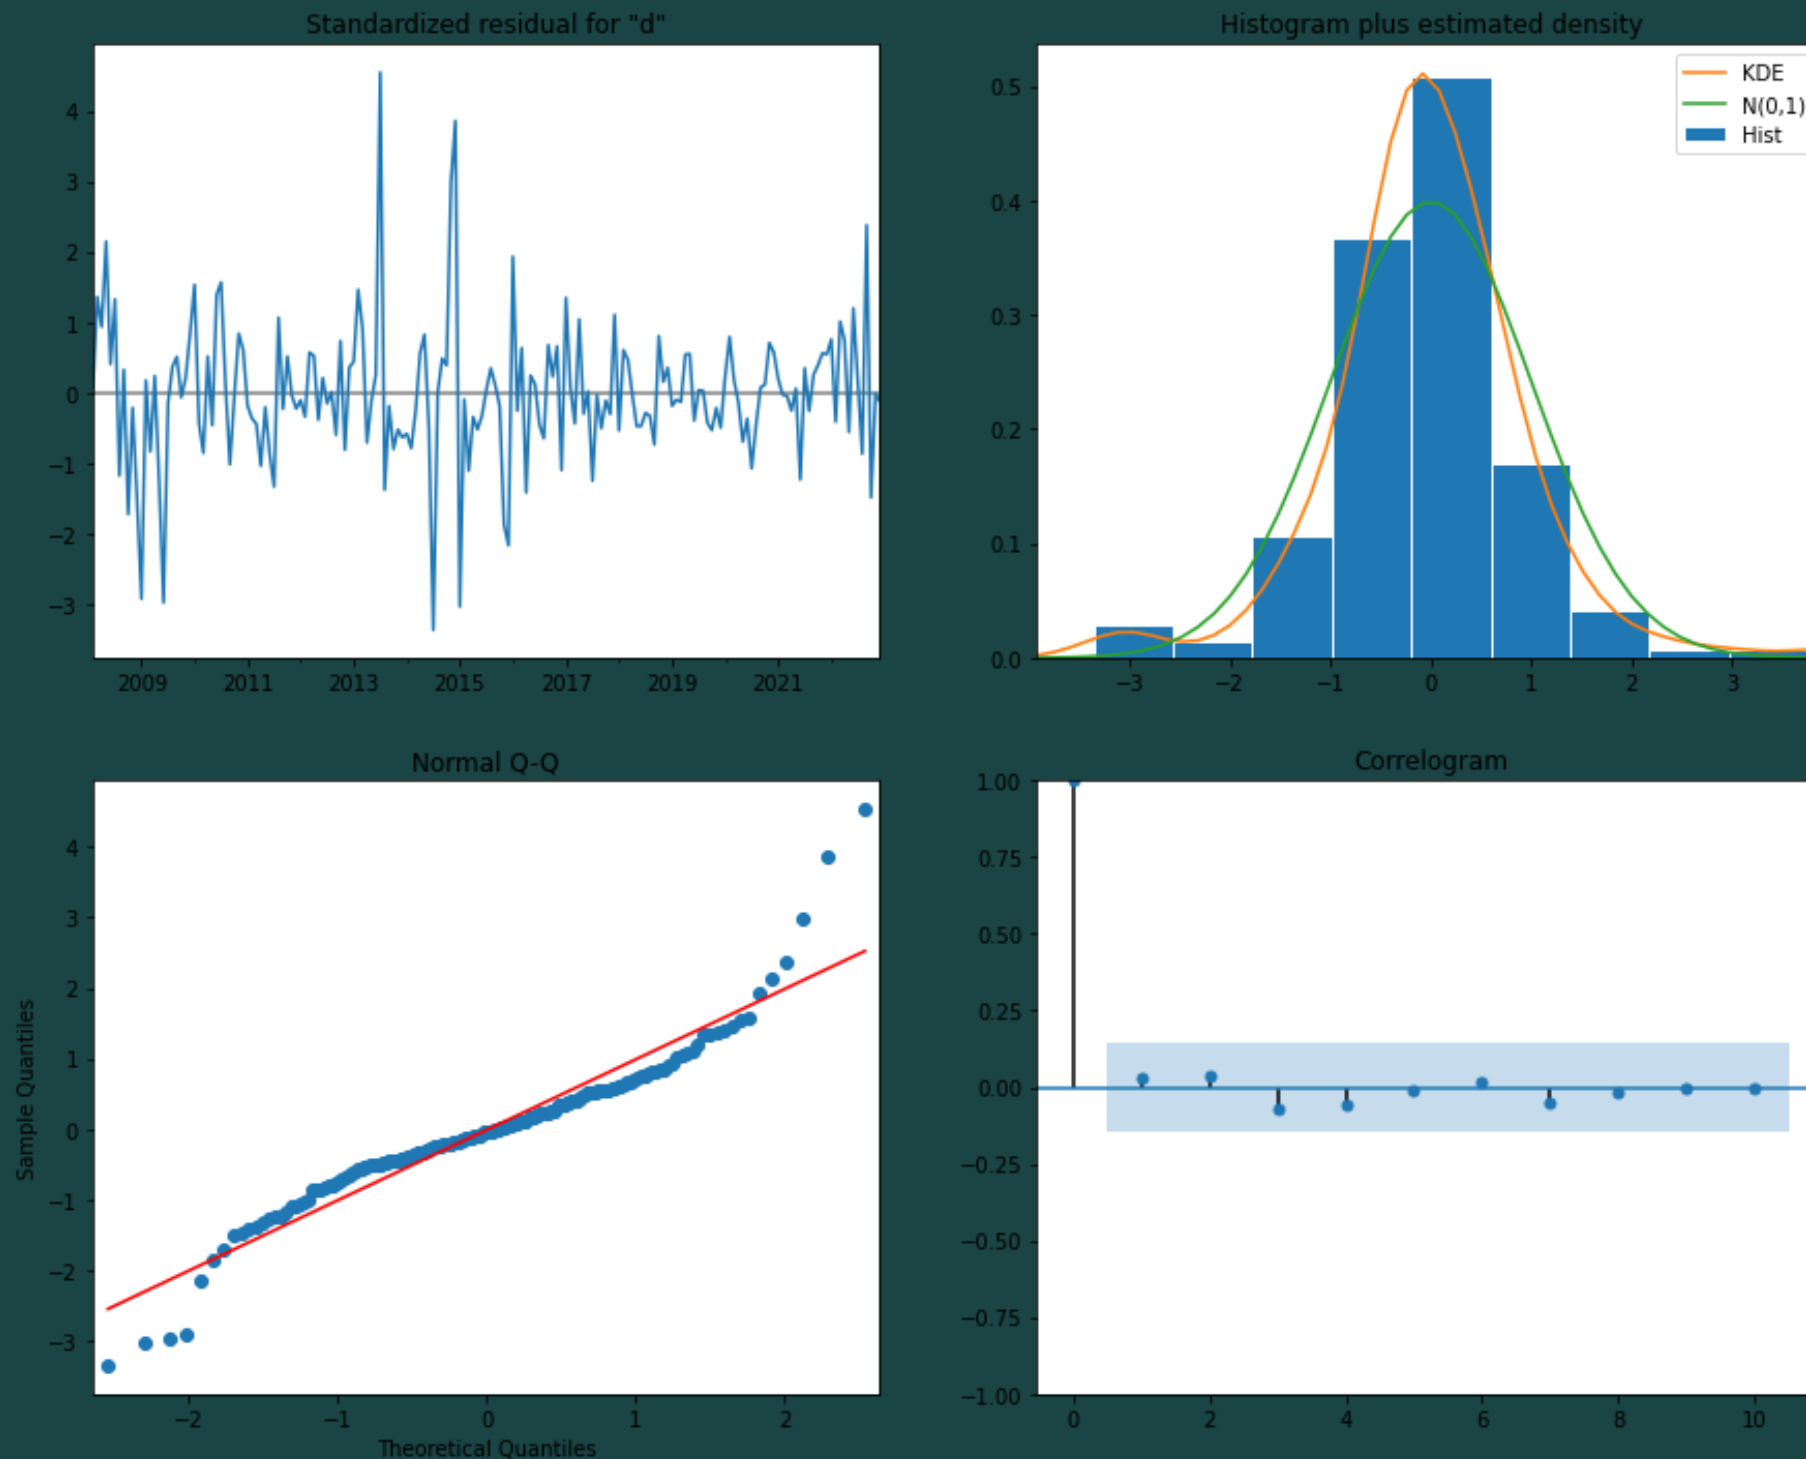 Standardized residual for "d"
4
3
2
1
0
−1
−2
−3
2009 2011 2013 2015 2017 2019 2021
Histogram plus estimated density
KDE
N(0,1)
Hist
0.5
0.4
0.3
0.2
0.1
0.0
−3 −2 −1 0 1 2 3
Normal Q-Q
Sample Quantiles
4
3
2
1
0
−1
−2
−3
−2 −1 0 1 2
Theoretical Quantiles
Correlogram
1.00
0.75
0.50
0.25
0.00
−0.25
−0.50
−0.75
−1.00
0 2 4 6 8 10